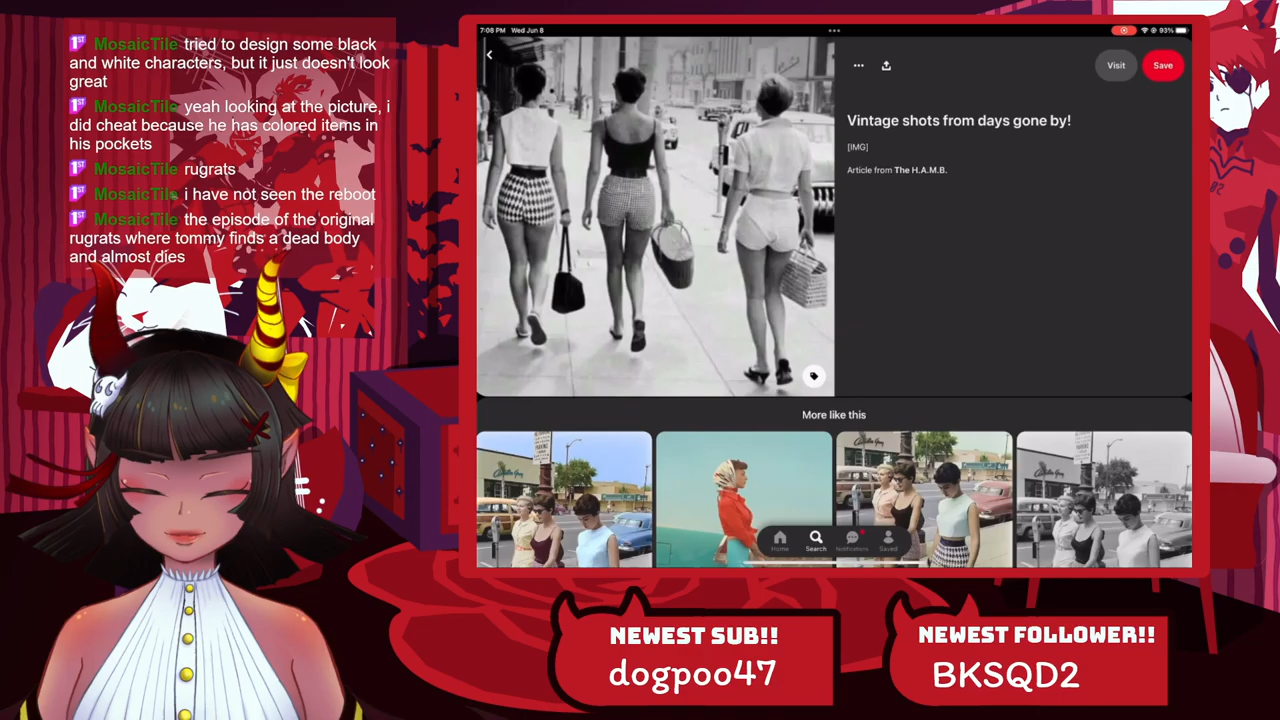 MosaicTile tried to design some black
and white characters, but it just doesn't look
great
MosaicTile yeah looking at the picture, i
did cheat because he has colored items in
his pockets
MosaicTile rugrats
MosaicTile i have not seen the reboot
MosaicTile the episode of the original
rugrats where tommy finds a dead body
and almost dies
7:08 PM Wed Jun 8
93%
Visit
Save
Vintage shots from days gone by!
[IMG]
Article from The H.A.M.B.
More like this
Home
Search
Notifications
Saved
NEWEST SUB!!
dogpoo47
NEWEST FOLLOWER!!
BKSQD2
82